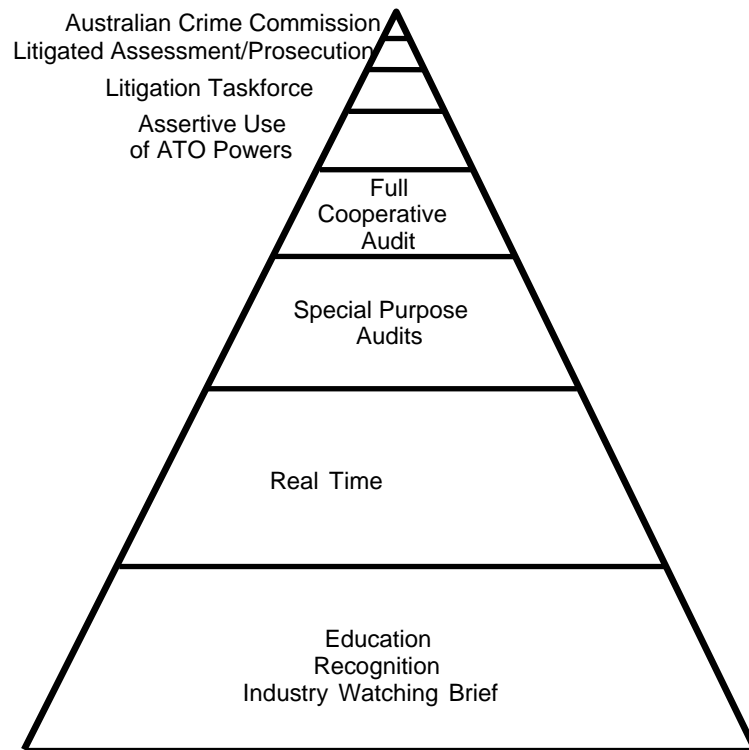 Australian Crime Commission
Litigated Assessment/Prosecution
Litigation Taskforce
Assertive Use
of ATO Powers
Full
Cooperative
Audit
Special Purpose
Audits
Real Time
Education
Recognition
Industry Watching Brief